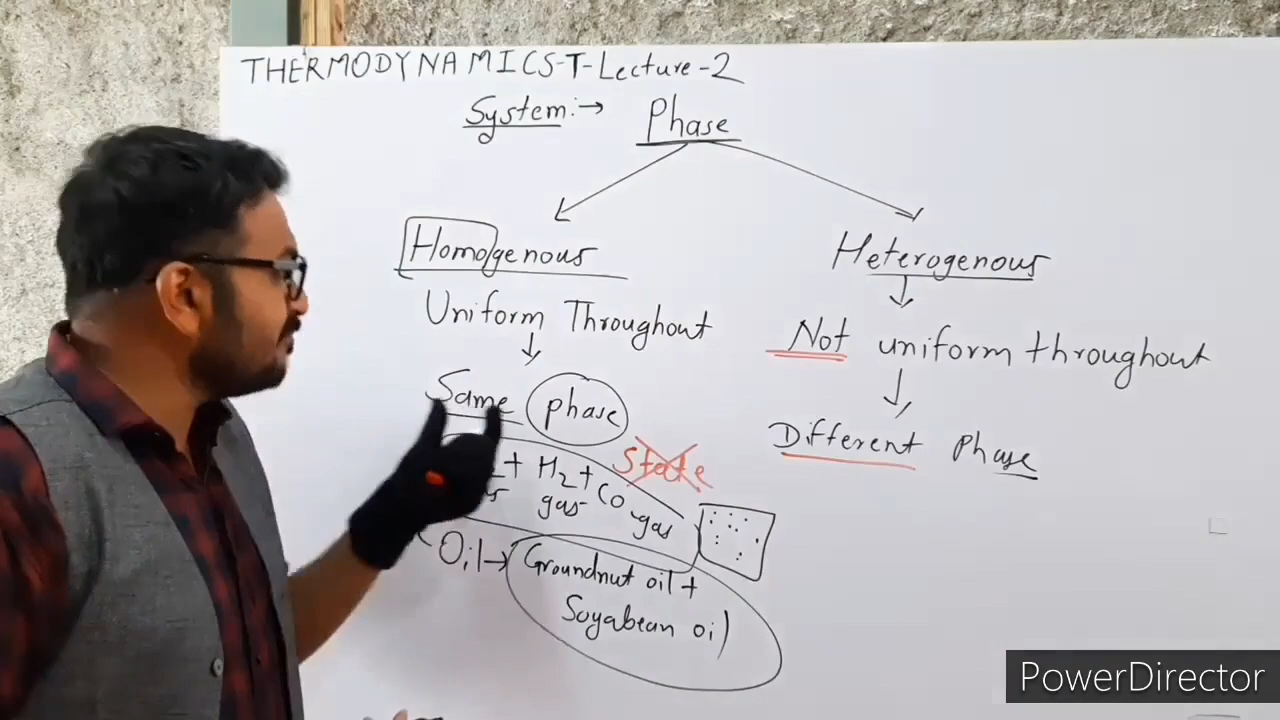 THERMODYNAMICS-T-Lecture-2
System:→ Phase
Homogenous
Uniform Throughout
Same phase
State
+ H2 + CO
gas gas
Oil→ Groundnut oil +
Soyabean oil
Heterogenous
Not uniform throughout
Different Phase
PowerDirector